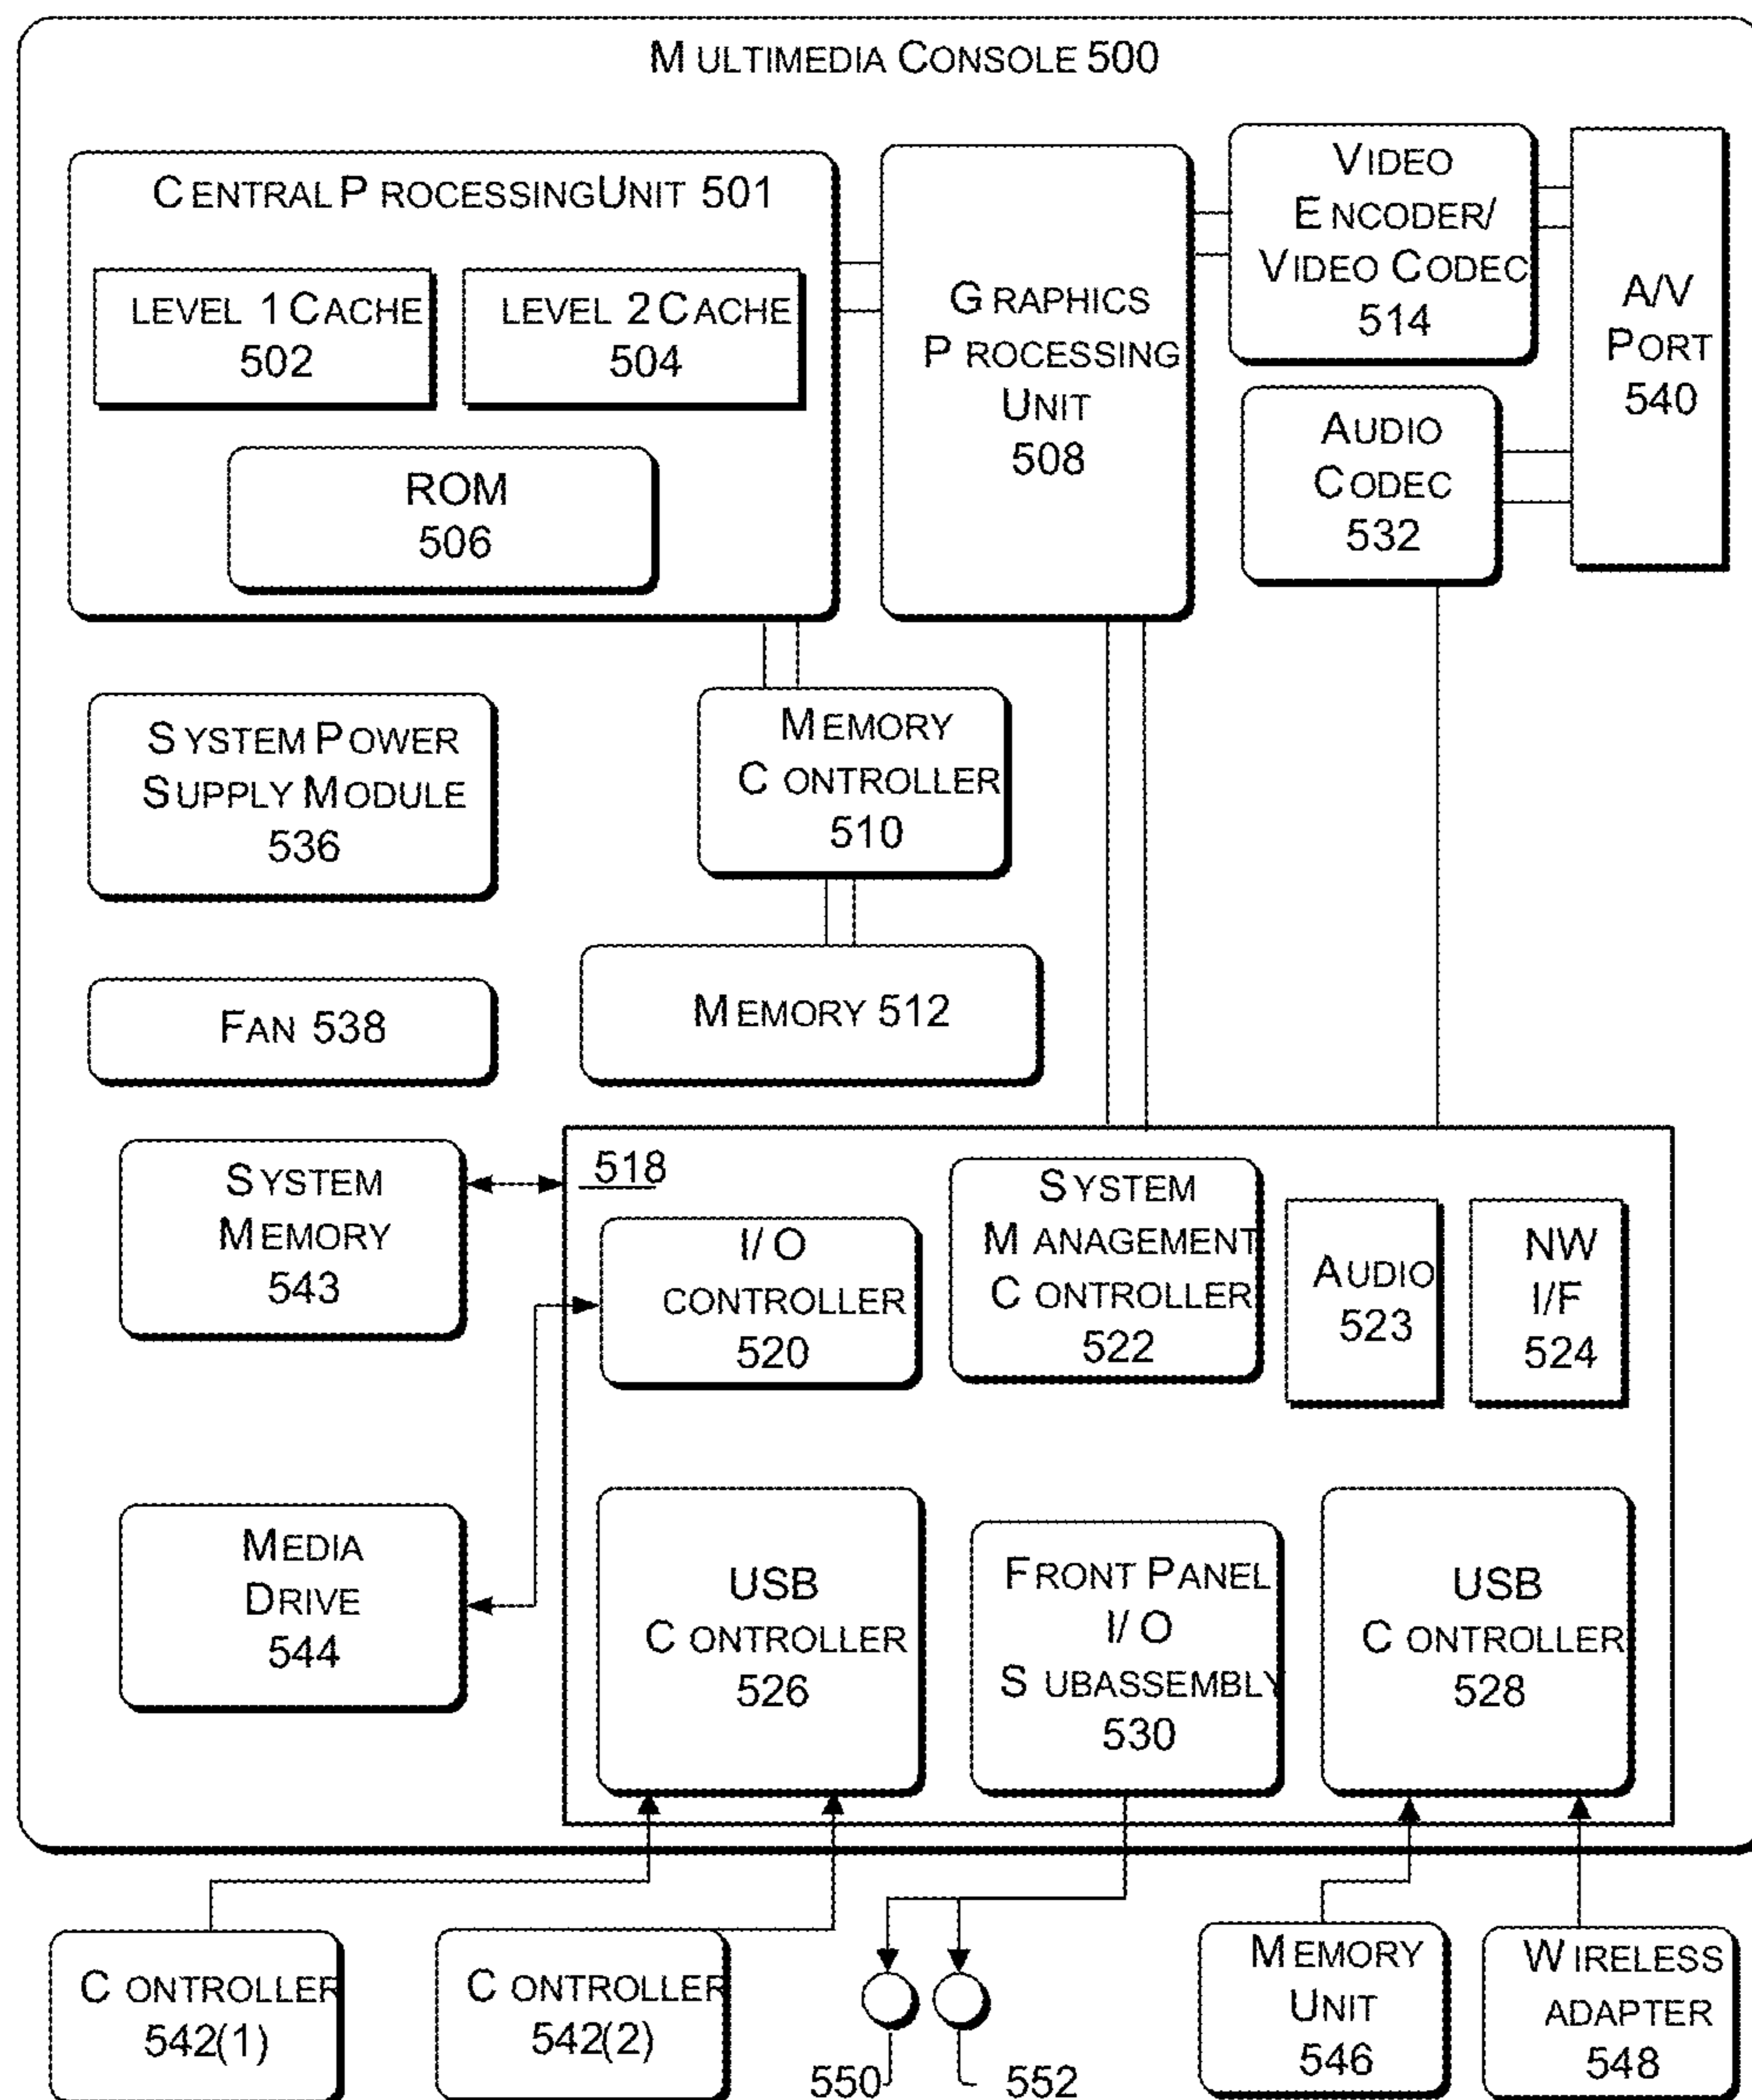 MULTIMEDIA CONSOLE 500
CENTRAL PROCESSING UNIT 501
LEVEL 1 CACHE
502
LEVEL 2 CACHE
504
ROM
506
GRAPHICS
PROCESSING
UNIT
508
VIDEO
ENCODER/
VIDEO CODEC
514
AUDIO
CODEC
532
A/V
PORT
540
SYSTEM POWER
SUPPLY MODULE
536
MEMORY
CONTROLLER
510
FAN 538
MEMORY 512
SYSTEM
MEMORY
543
518
I/O
CONTROLLER
520
SYSTEM
MANAGEMENT
CONTROLLER
522
AUDIO
523
NW
I/F
524
MEDIA
DRIVE
544
USB
CONTROLLER
526
FRONT PANEL
I/O
SUBASSEMBLY
530
USB
CONTROLLER
528
CONTROLLER
542(1)
CONTROLLER
542(2)
550
552
MEMORY
UNIT
546
WIRELESS
ADAPTER
548